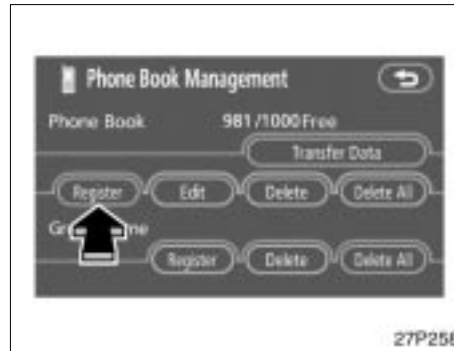 Phone Book Management
Phone Book 981/1000 Free
Transfer Data
Register Edit Delete Delete All
Register Delete Delete All
27P258